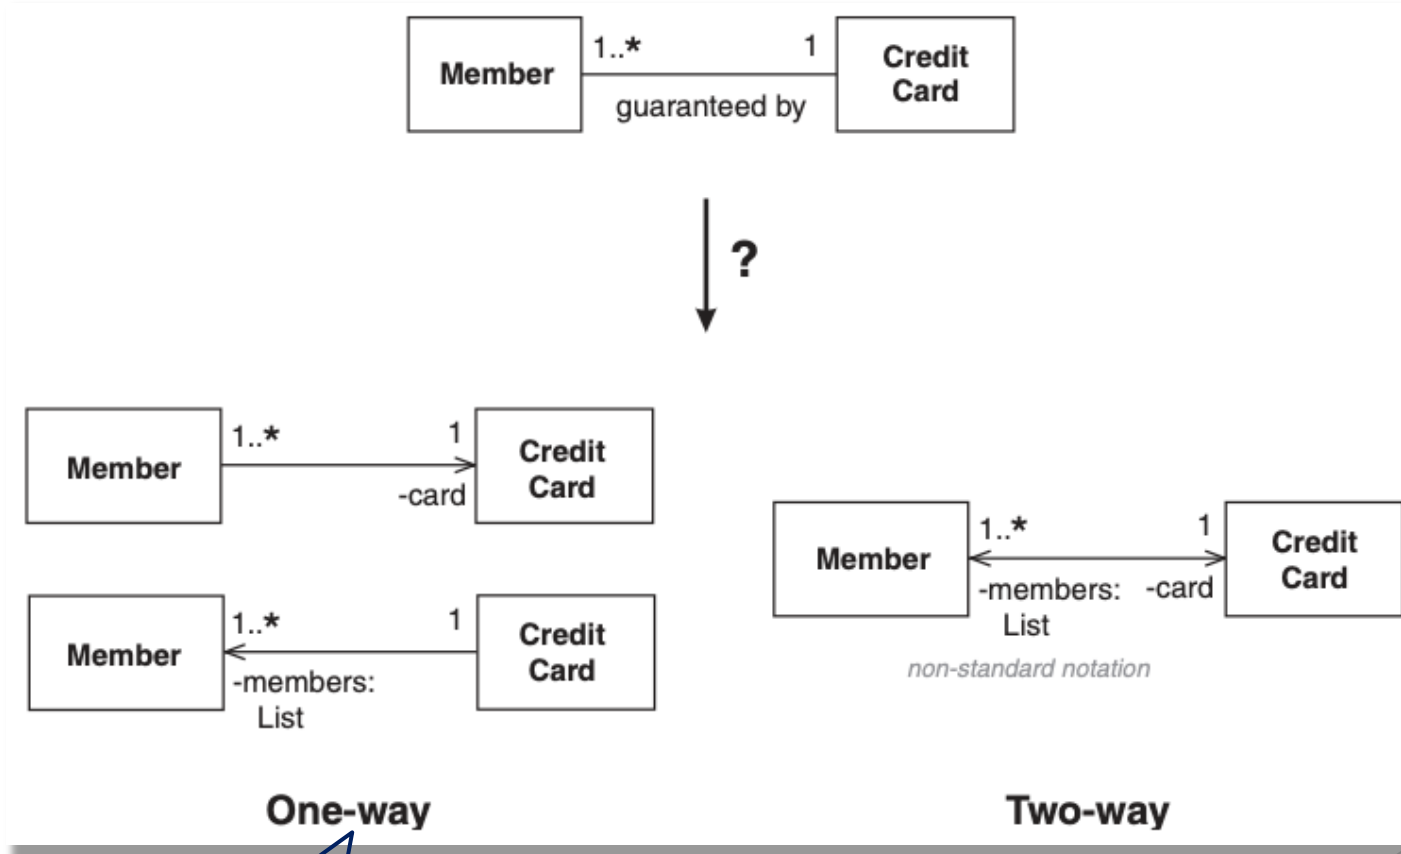 Member
1..*
1
Credit
Card
guaranteed by
?
Member
1..*
1
-card
Credit
Card
Member
1..*
1
-members:
List
Credit
Card
One-way
Member
1..*
1
-members:
List
-card
Credit
Card
non-standard notation
Two-way